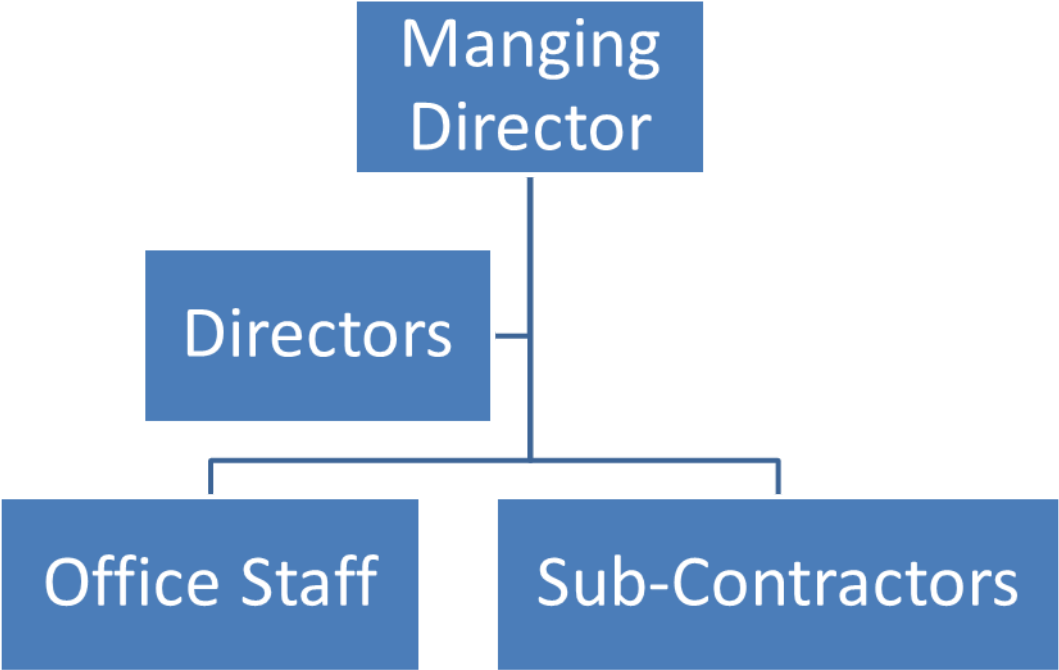 Manging
Director
Directors
Office Staff
Sub-Contractors